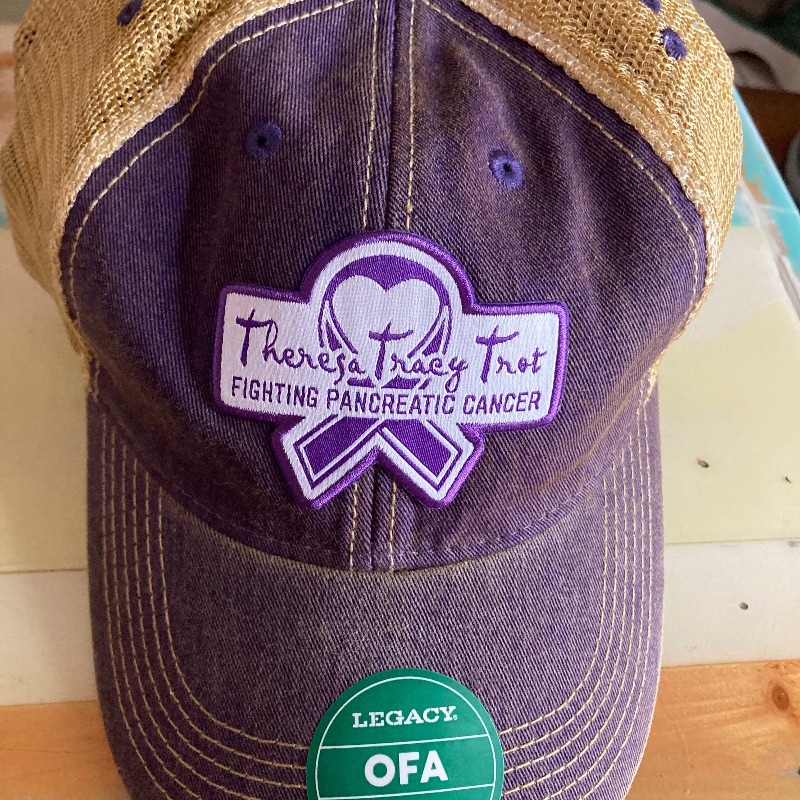 Theresa Tracy Trot
FIGHTING PANCREATIC CANCER
LEGACY®
OFA